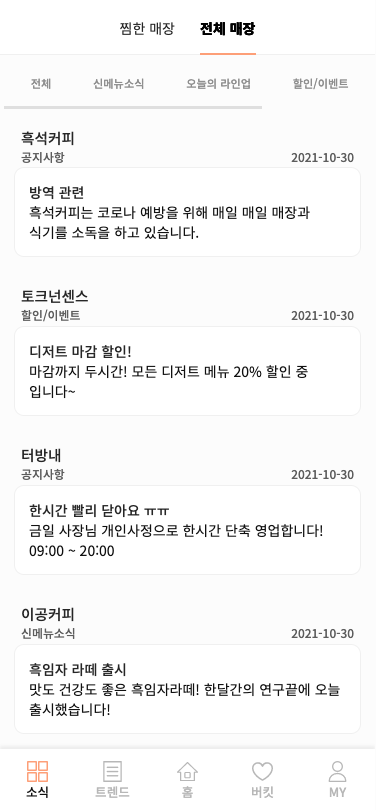 찜한 매장 전체 매장
전체 신메뉴소식 오늘의 라인업 할인/이벤트
흑석커피
공지사항 2021-10-30
방역 관련
흑석커피는 코로나 예방을 위해 매일 매일 매장과
식기를 소독을 하고 있습니다.
토크넌센스
할인/이벤트 2021-10-30
디저트 마감 할인!
마감까지 두시간! 모든 디저트 메뉴 20% 할인 중
입니다~
터방내
공지사항 2021-10-30
한시간 빨리 닫아요 ㅠㅠ
금일 사장님 개인사정으로 한시간 단축 영업합니다!
09:00 ~ 20:00
이공커피
신메뉴소식 2021-10-30
흑임자 라떼 출시
맛도 건강도 좋은 흑임자라떼! 한달간의 연구끝에 오늘
출시했습니다!
소식 트렌드 홈 버킷 MY